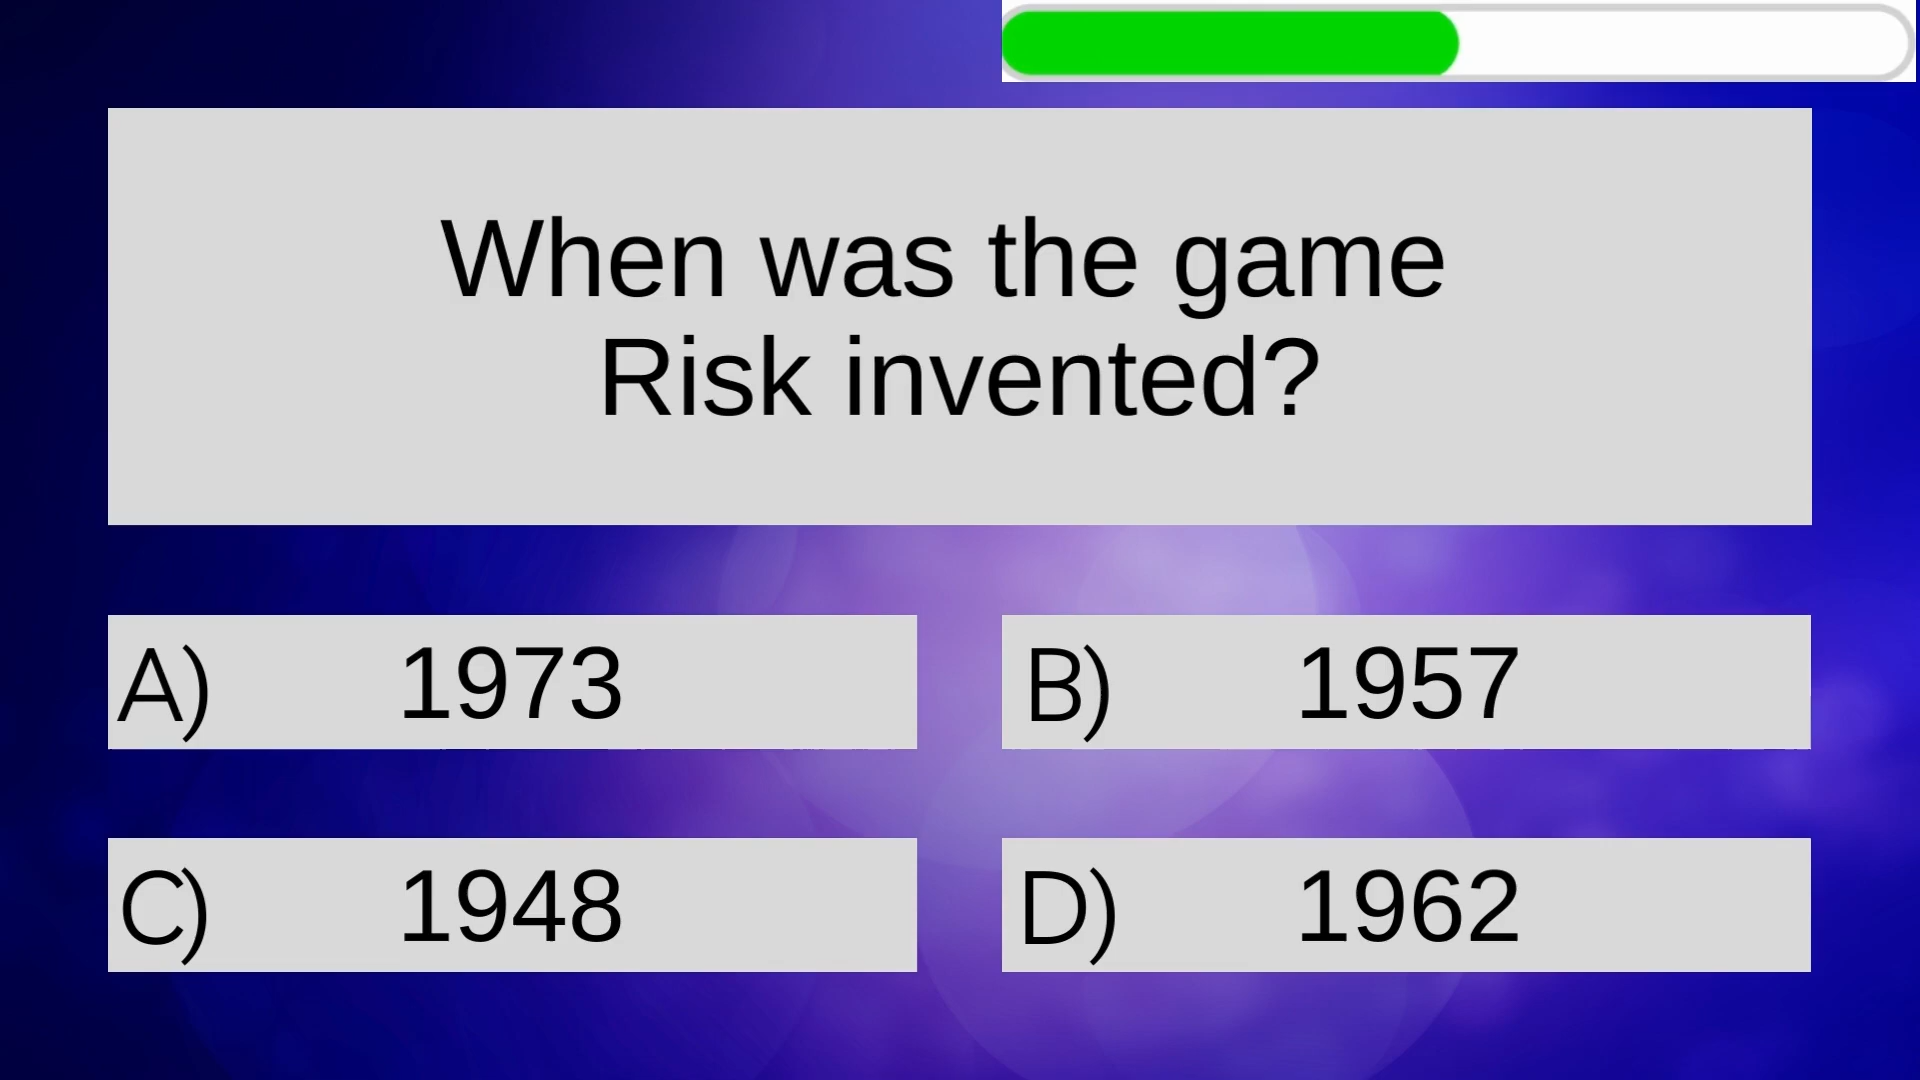 When was the game
Risk invented?
A) 1973
B) 1957
C) 1948
D) 1962